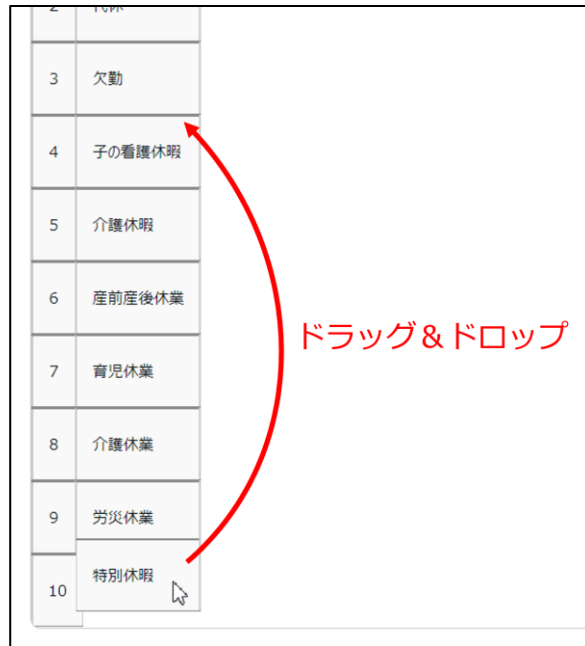 3 欠勤
4 子の看護休暇
5 介護休暇
6 産前産後休業
ドラッグ＆ドロップ
7 育児休業
8 介護休業
9 労災休業
10 特別休暇